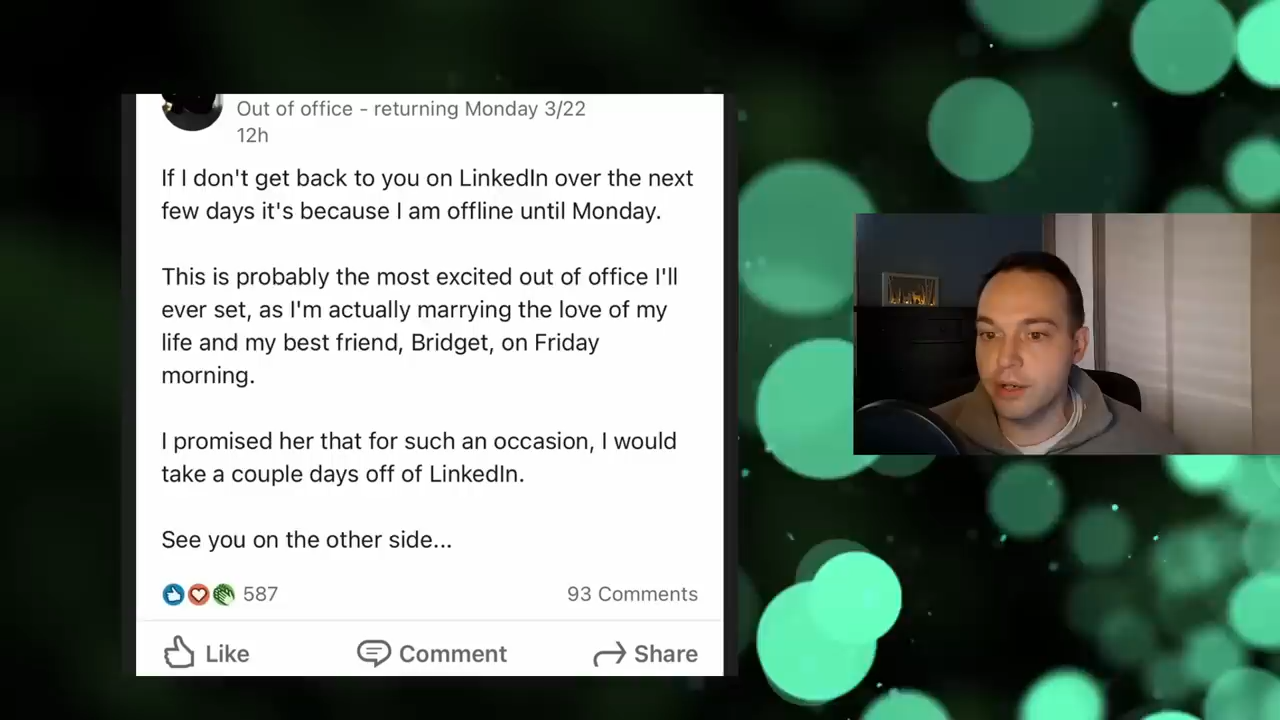 Out of office - returning Monday 3/22
12h
If I don't get back to you on LinkedIn over the next
few days it's because I am offline until Monday.
This is probably the most excited out of office I'll
ever set, as I'm actually marrying the love of my
life and my best friend, Bridget, on Friday
morning.
I promised her that for such an occasion, I would
take a couple days off of LinkedIn.
See you on the other side...
587
93 Comments
Like
Comment
Share